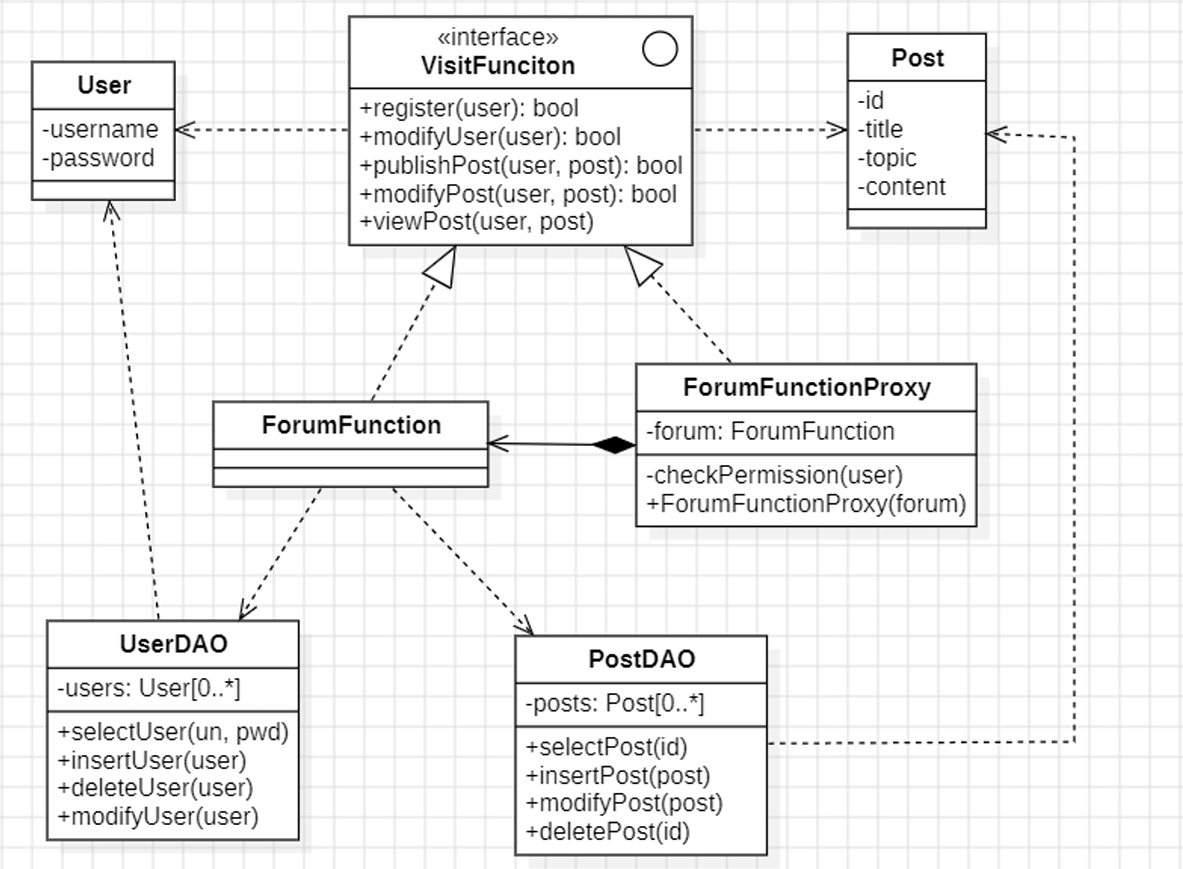 User
-username
-password
«interface»
VisitFunciton
+register(user): bool
+modifyUser(user): bool
+publishPost(user, post): bool
+modifyPost(user, post): bool
+viewPost(user, post)
Post
-id
-title
-topic
-content
ForumFunction
ForumFunctionProxy
-forum: ForumFunction
-checkPermission(user)
+ForumFunctionProxy(forum)
UserDAO
-users: User[0..*]
+selectUser(un, pwd)
+insertUser(user)
+deleteUser(user)
+modifyUser(user)
PostDAO
-posts: Post[0..*]
+selectPost(id)
+insertPost(post)
+modifyPost(post)
+deletePost(id)